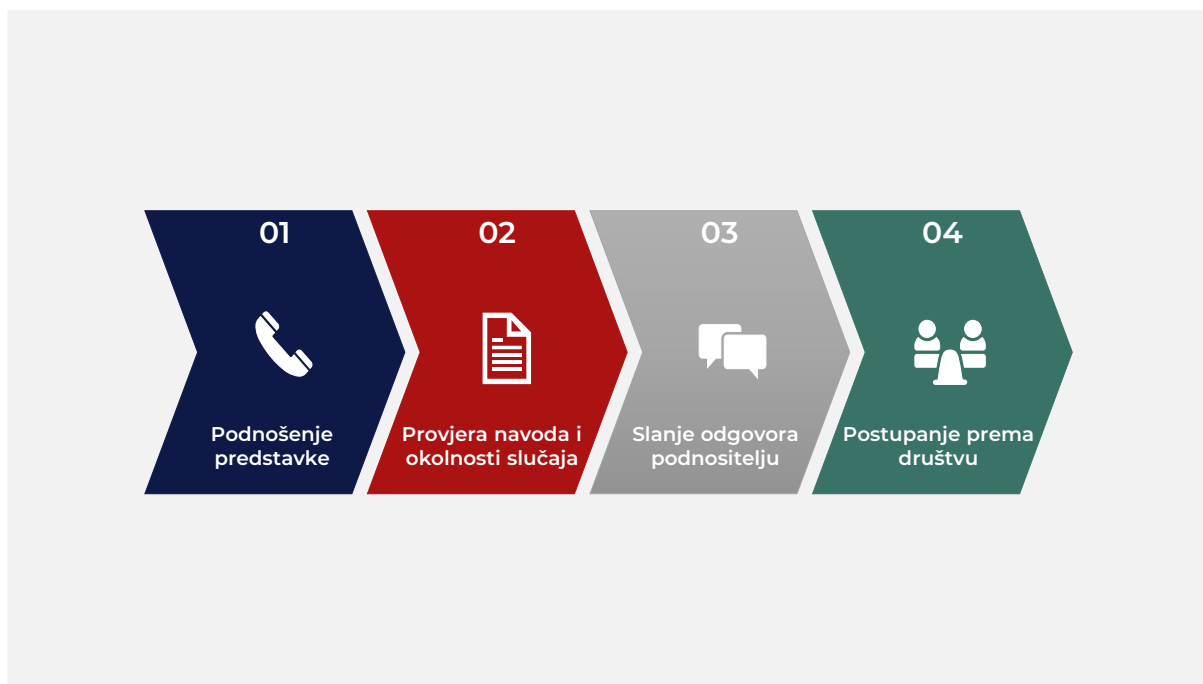 01
Podnošenje
predstavke
02
Provjera navoda i
okolnosti slučaja
03
Slanje odgovora
podnositelju
04
Postupanje prema
društvu